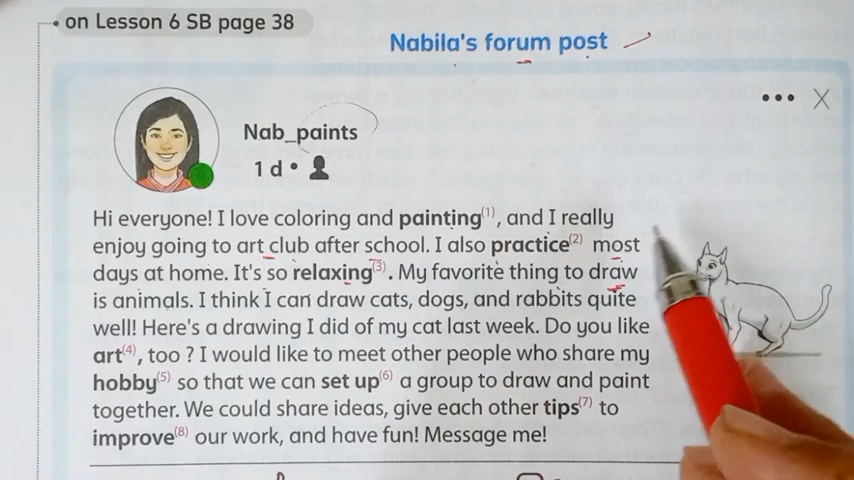 on Lesson 6 SB page 38
Nabila's forum post
Nab_paints
1 d •
Hi everyone! I love coloring and painting(1), and I really
enjoy going to art club after school. I also practice(2) most
days at home. It's so relaxing(3). My favorite thing to draw
is animals. I think I can draw cats, dogs, and rabbits quite
well! Here's a drawing I did of my cat last week. Do you like
art(4), too ? I would like to meet other people who share my
hobby(5) so that we can set up(6) a group to draw and paint
together. We could share ideas, give each other tips(7) to
improve(8) our work, and have fun! Message me!